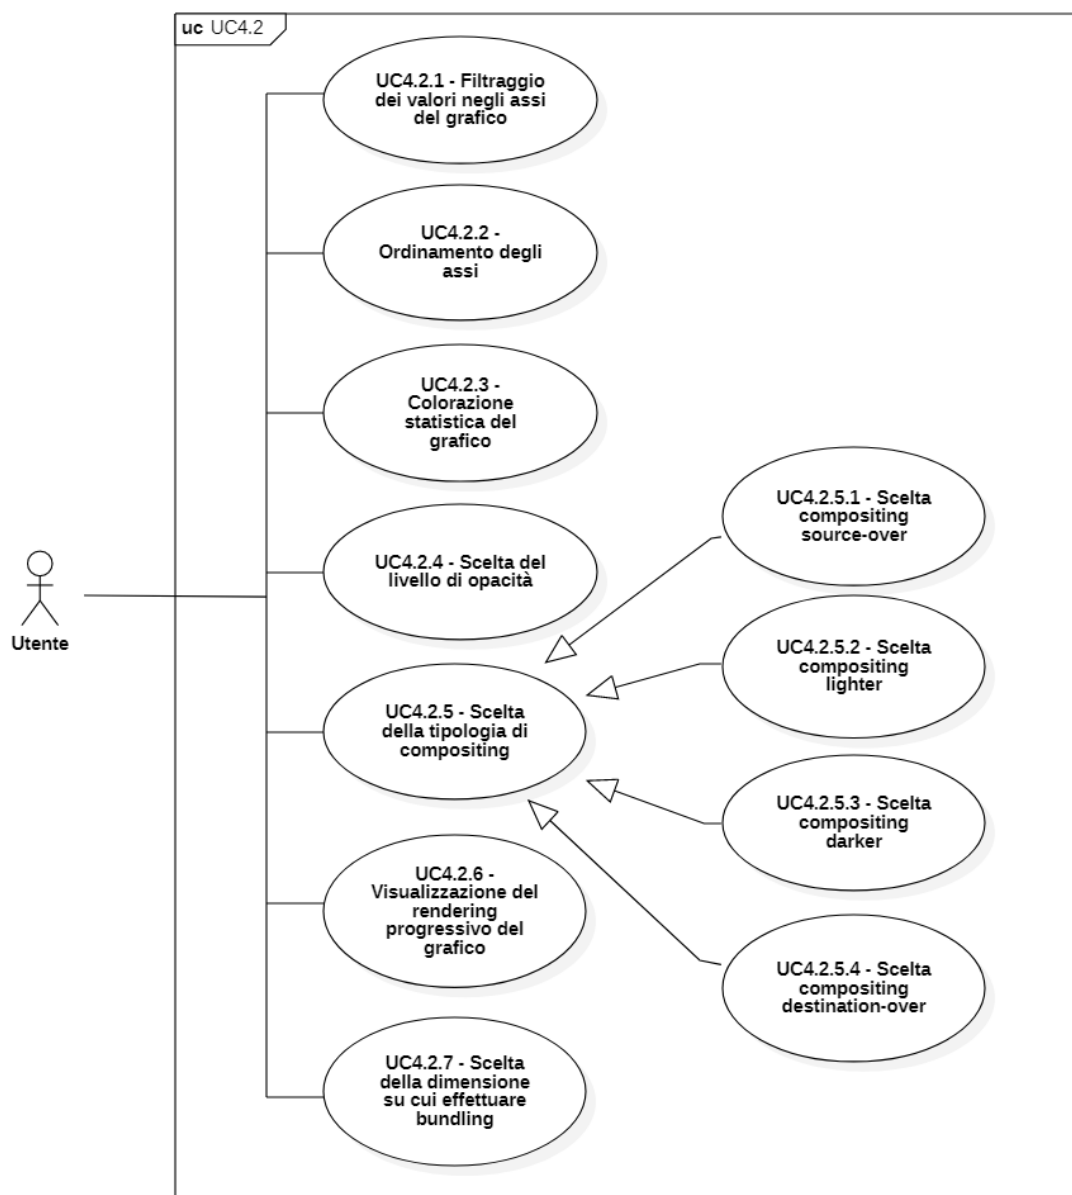 uc UC4.2
UC4.2.1 - Filtraggio
dei valori negli assi
del grafico
UC4.2.2 -
Ordinamento degli
assi
UC4.2.3 -
Colorazione
statistica del
grafico
UC4.2.4 - Scelta del
livello di opacità
Utente
UC4.2.5 - Scelta
della tipologia di
compositing
UC4.2.6 -
Visualizzazione del
rendering
progressivo del
grafico
UC4.2.7 - Scelta
della dimensione
su cui effettuare
bundling
UC4.2.5.1 - Scelta
compositing
source-over
UC4.2.5.2 - Scelta
compositing
lighter
UC4.2.5.3 - Scelta
compositing
darker
UC4.2.5.4 - Scelta
compositing
destination-over